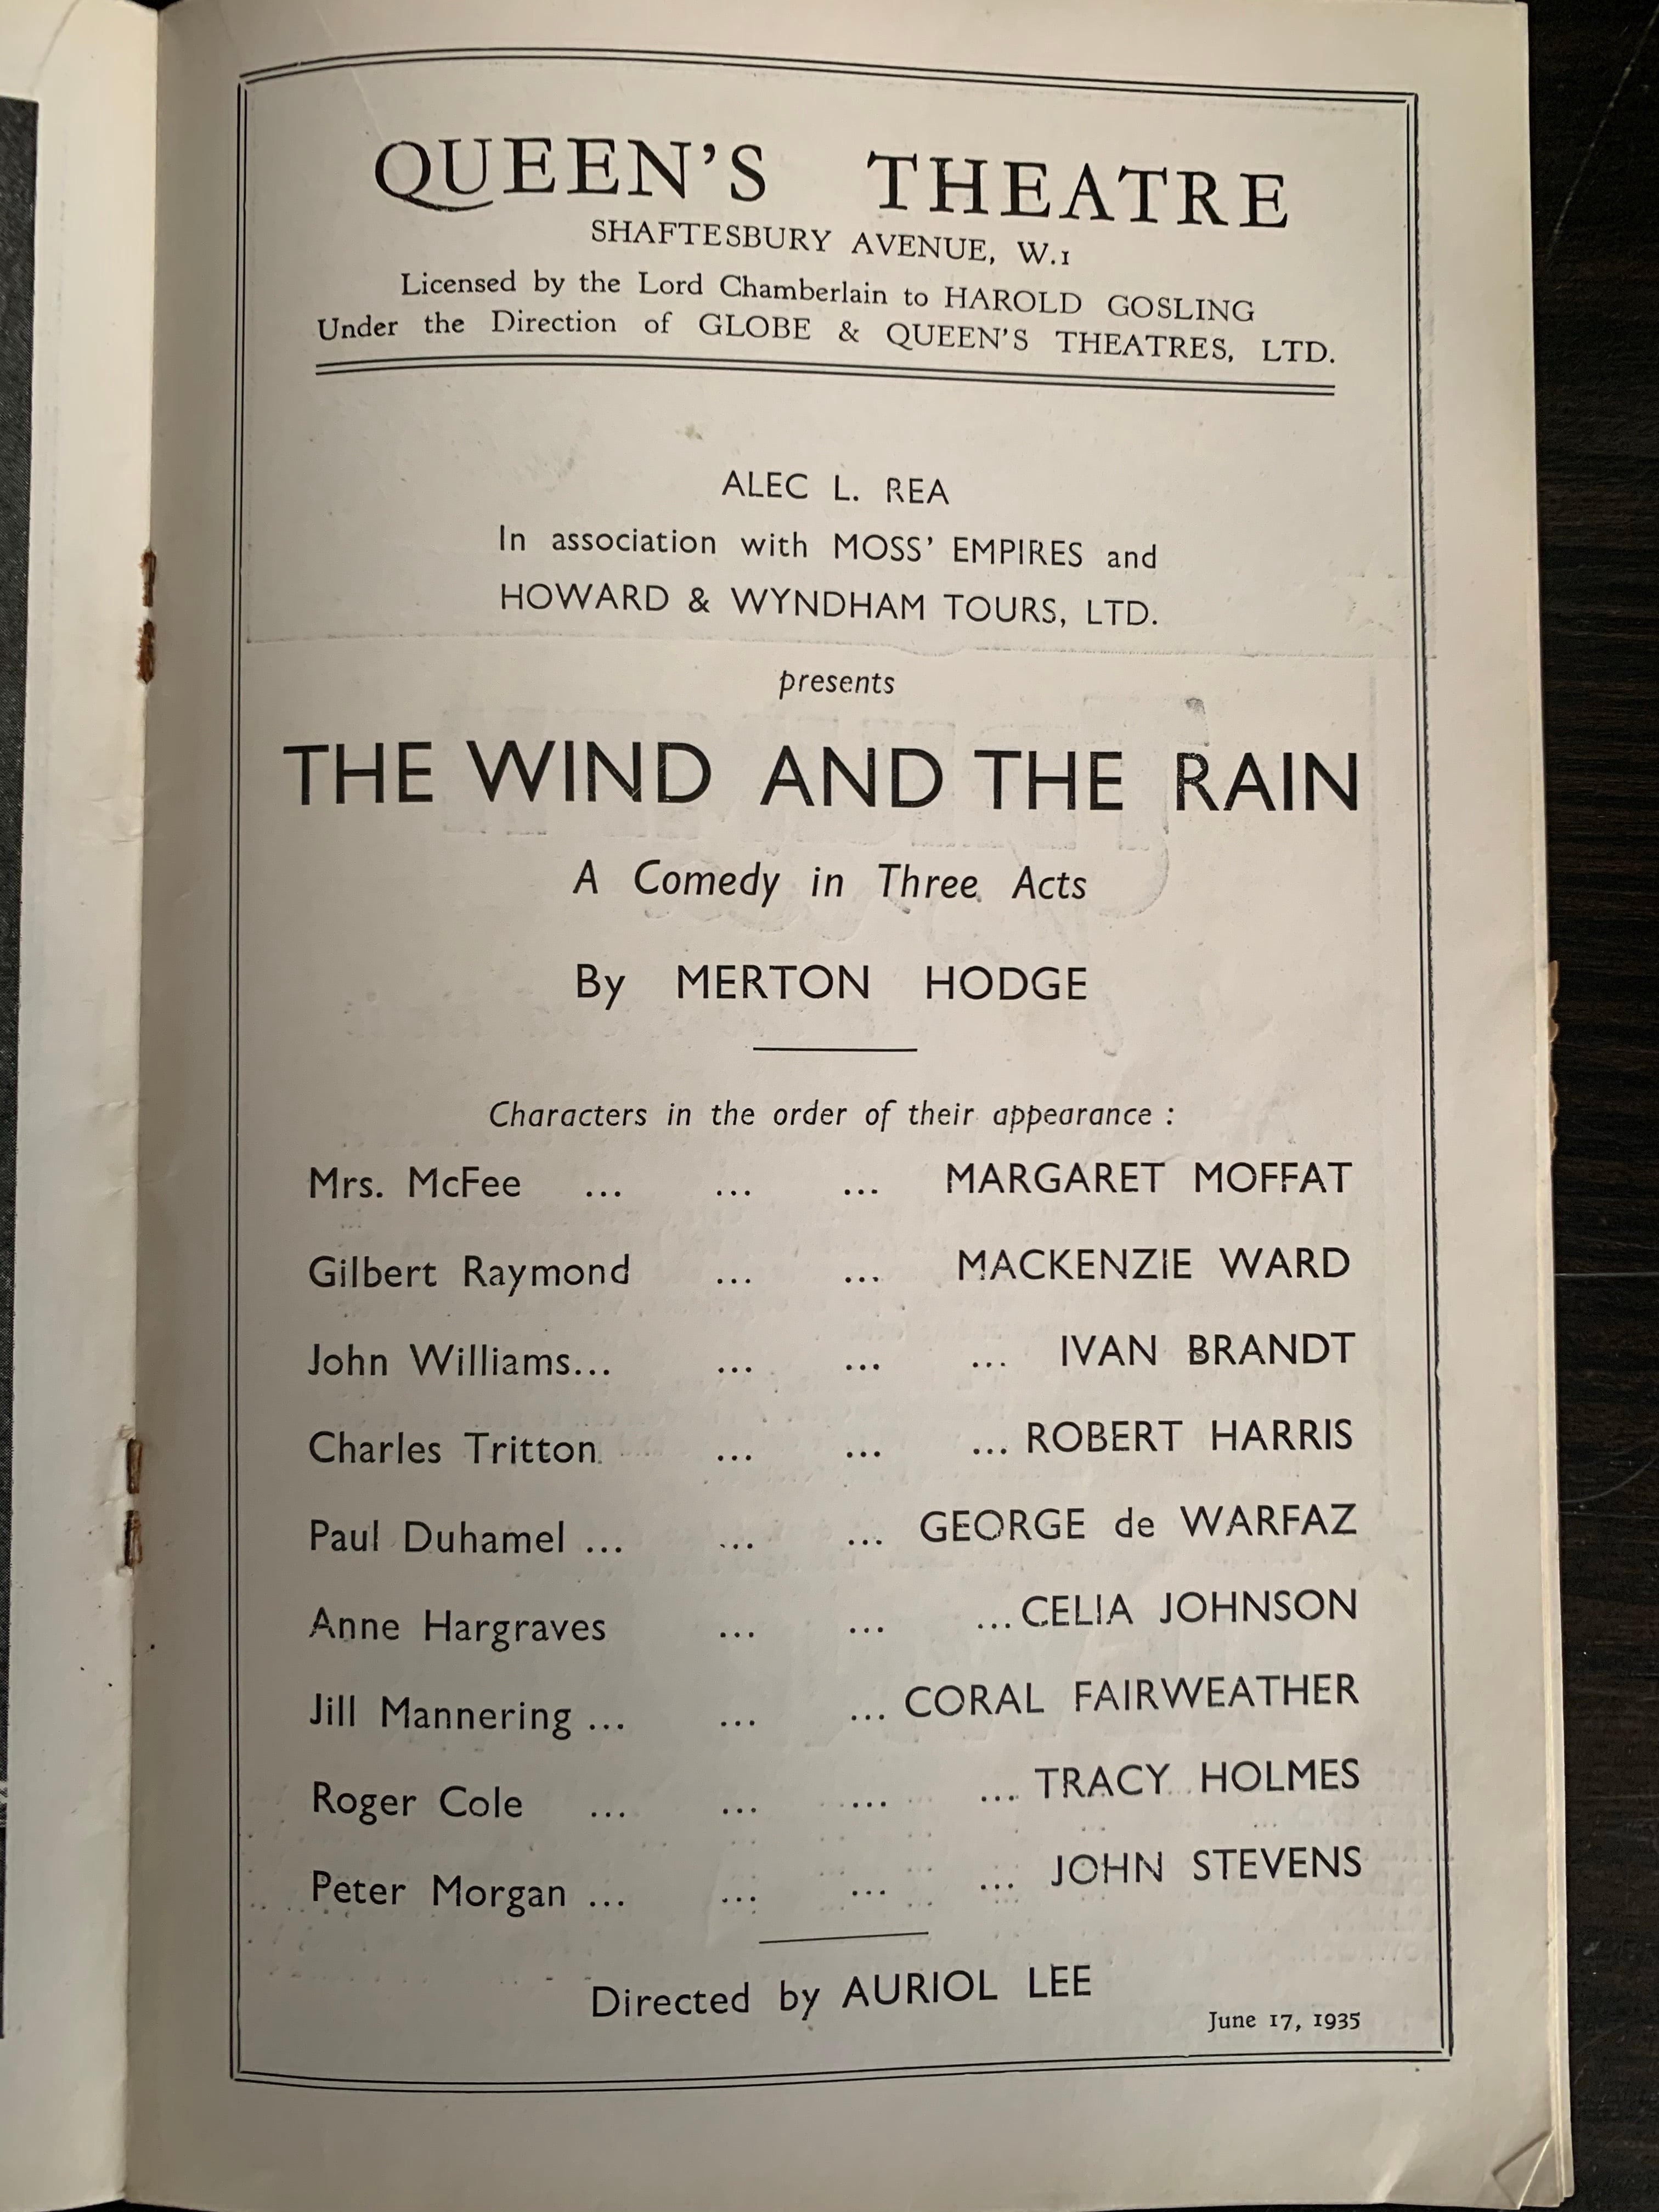 QUEEN'S THEATRE
SHAFTESBURY AVENUE, W.1
Licensed by the Lord Chamberlain to HAROLD GOSLING
Under the Direction of GLOBE & QUEEN'S THEATRES, LTD.
ALEC L. REA
In association with MOSS' EMPIRES and
HOWARD & WYNDHAM TOURS, LTD.
presents
THE WIND AND THE RAIN
A Comedy in Three Acts
By MERTON HODGE
Characters in the order of their appearance :
Mrs. McFee ... ... ... MARGARET MOFFAT
Gilbert Raymond ... ... MACKENZIE WARD
John Williams... ... ... ... IVAN BRANDT
Charles Tritton ... ... ... ROBERT HARRIS
Paul Duhamel ... ... ... GEORGE de WARFAZ
Anne Hargraves ... ... ... CELIA JOHNSON
Jill Mannering ... ... ... CORAL FAIRWEATHER
Roger Cole ... ... ... ... TRACY HOLMES
Peter Morgan ... ... ... ... JOHN STEVENS
Directed by AURIOL LEE
June 17, 1935